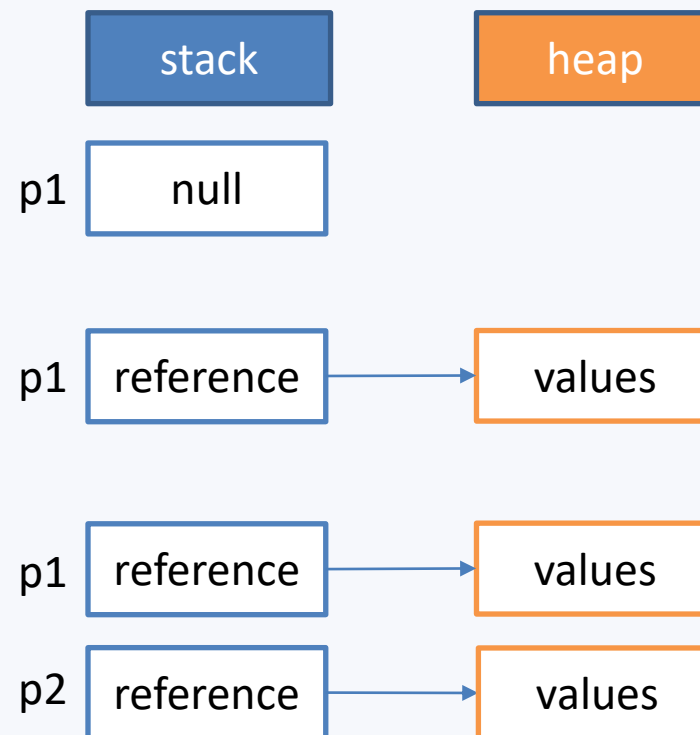 stack heap
p1 null
p1 reference values
p1 reference values
p2 reference values